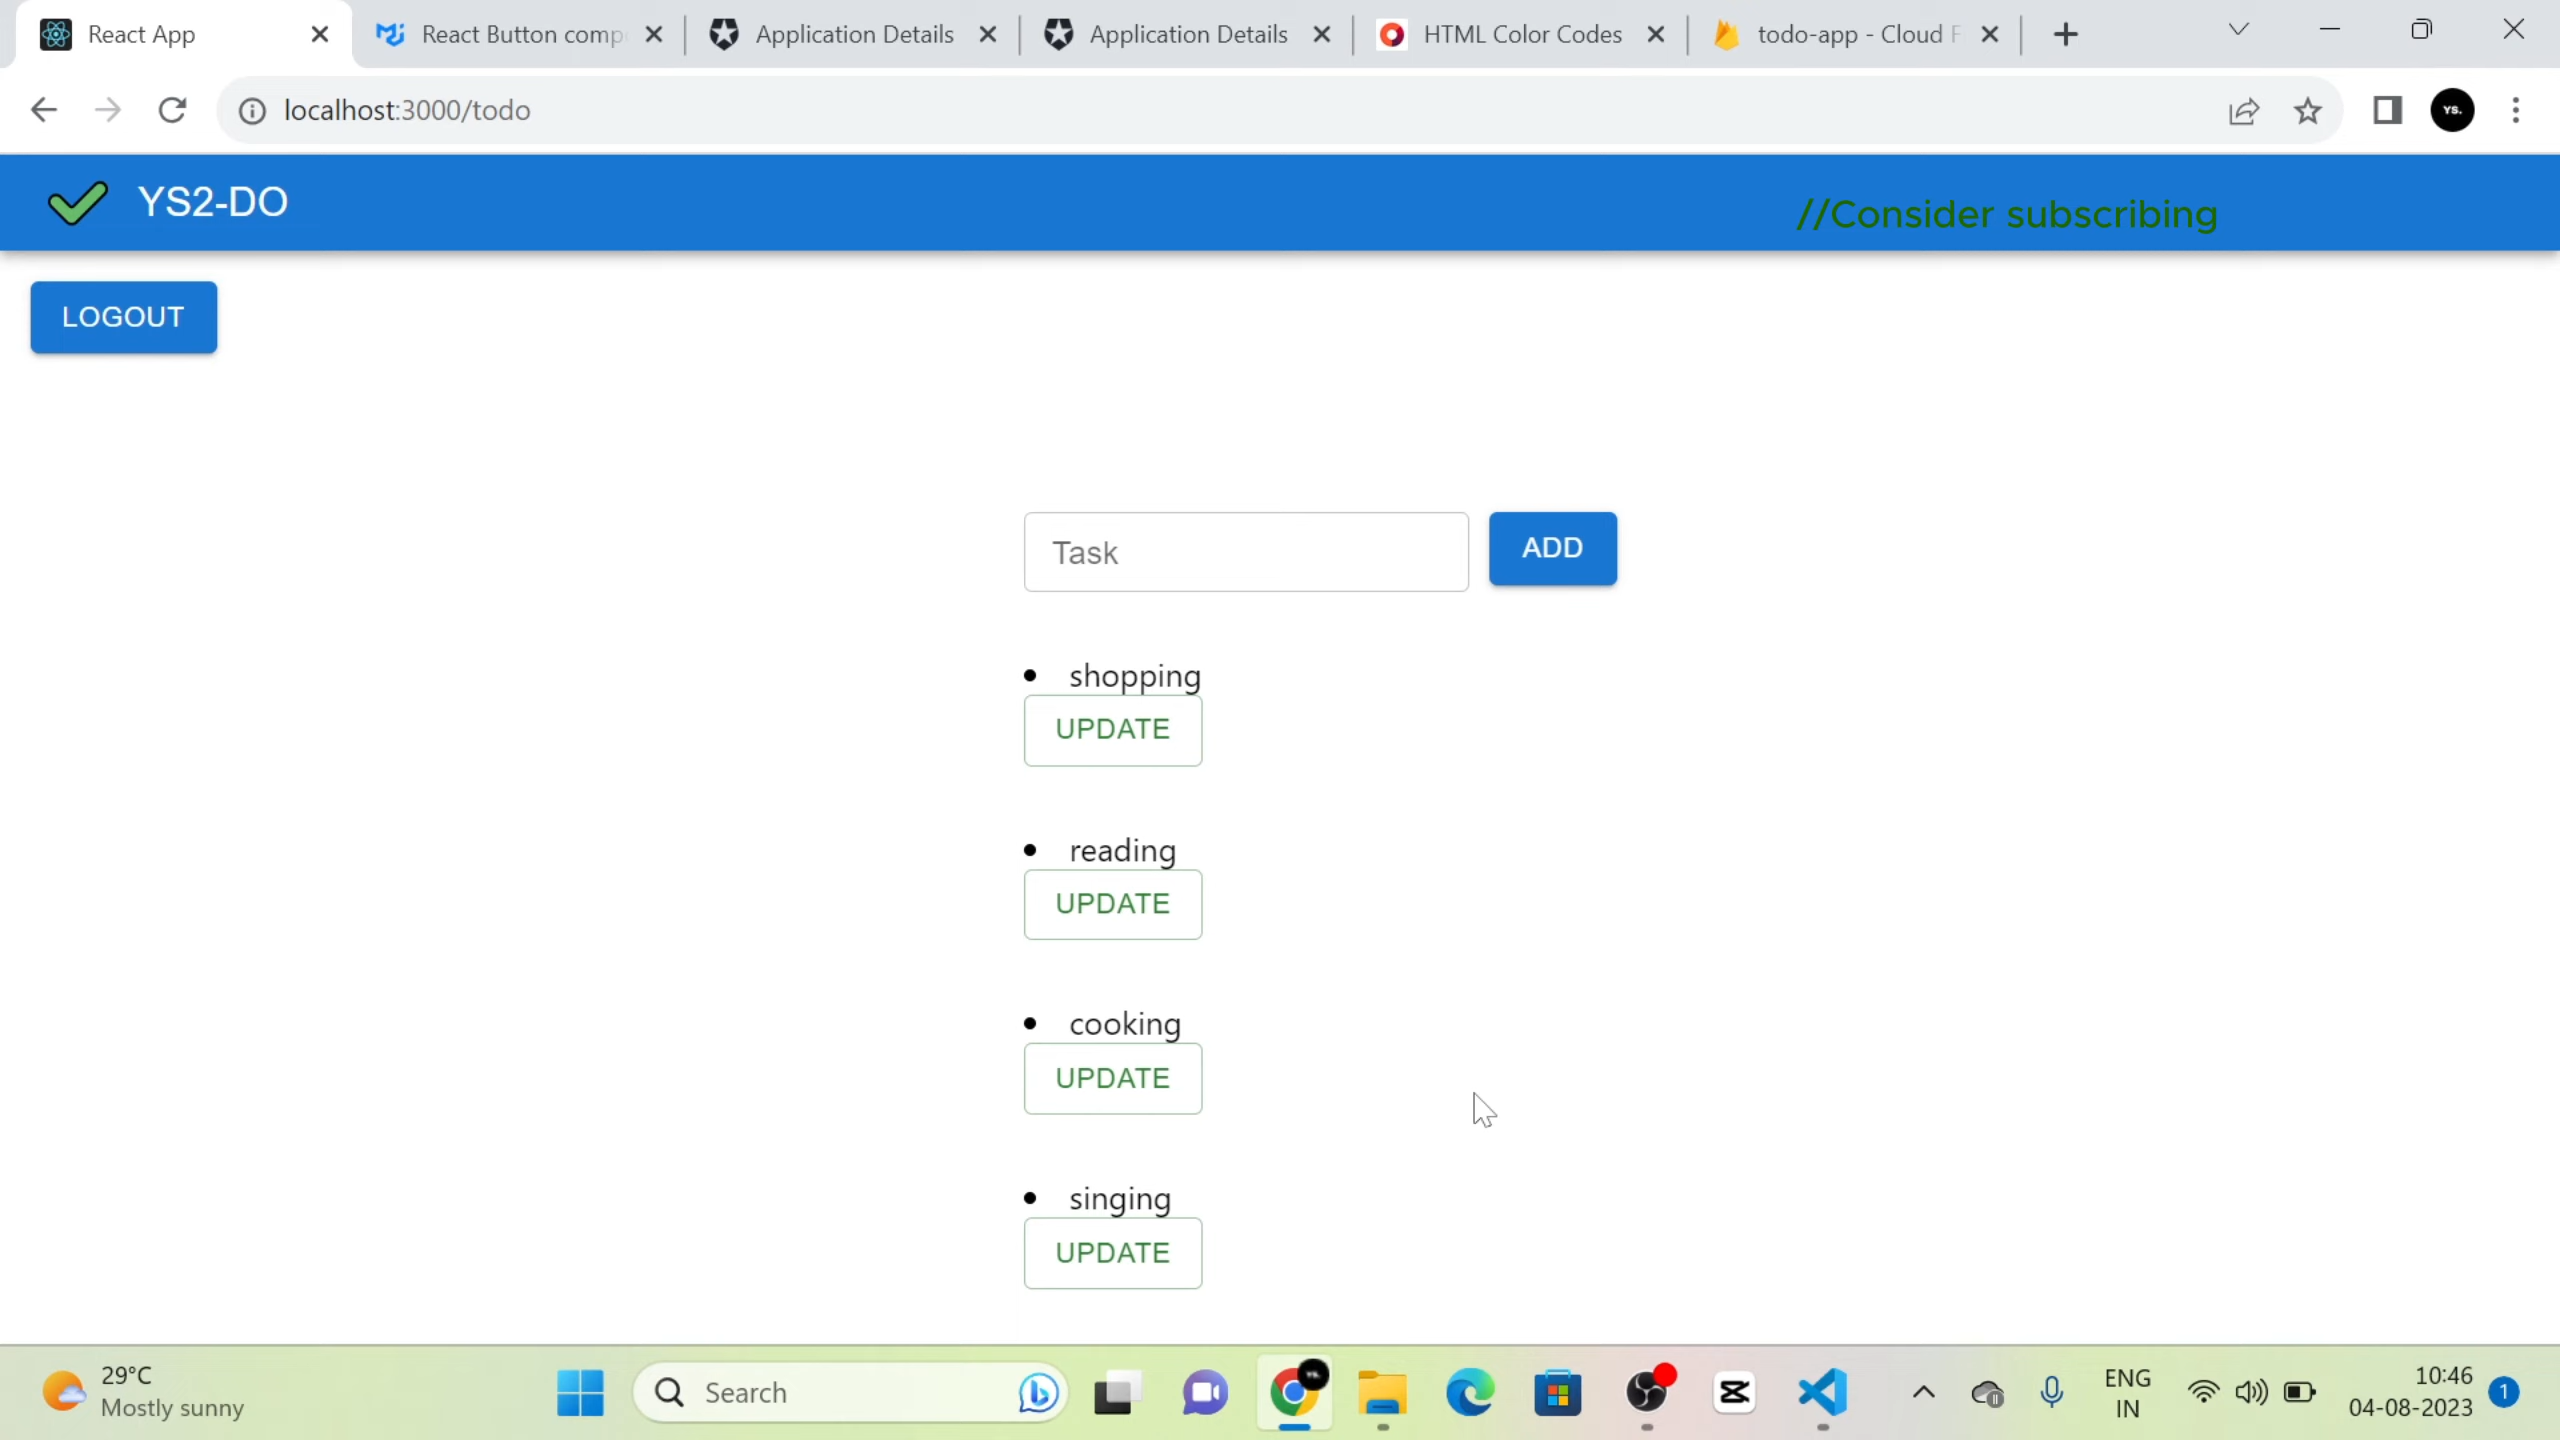 React App
React Button comp
Application Details
Application Details
HTML Color Codes
todo-app - Cloud F
localhost:3000/todo
YS.
YS2-DO
//Consider subscribing
LOGOUT
Task
ADD
shopping
UPDATE
reading
UPDATE
cooking
UPDATE
singing
UPDATE
29°C
Mostly sunny
Search
ENG
IN
10:46
04-08-2023
1